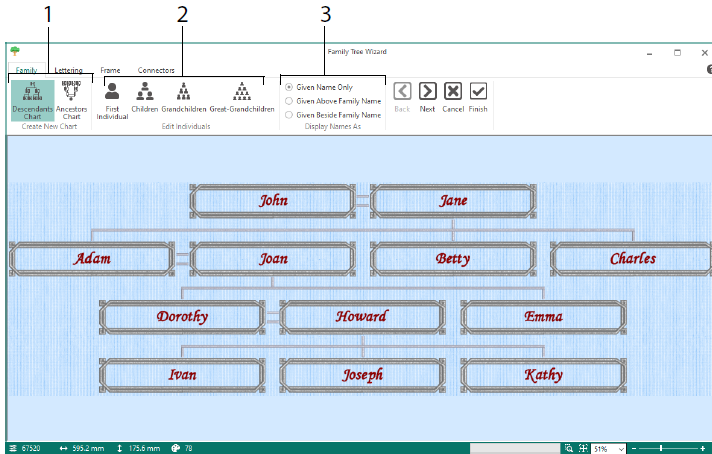 1 2 3
Family Tree Wizard
Family Lettering Frame Connectors
Descendants Chart
Ancestors Chart
Create New Chart
First Individual
Children
Grandchildren
Great-Grandchildren
Edit Individuals
Given Name Only
Given Above Family Name
Given Beside Family Name
Display Names As
Back Next Cancel Finish
John Jane
Adam Joan Betty Charles
Dorothy Howard Emma
Ivan Joseph Kathy
67520 595.2 mm 175.6 mm 78 51%